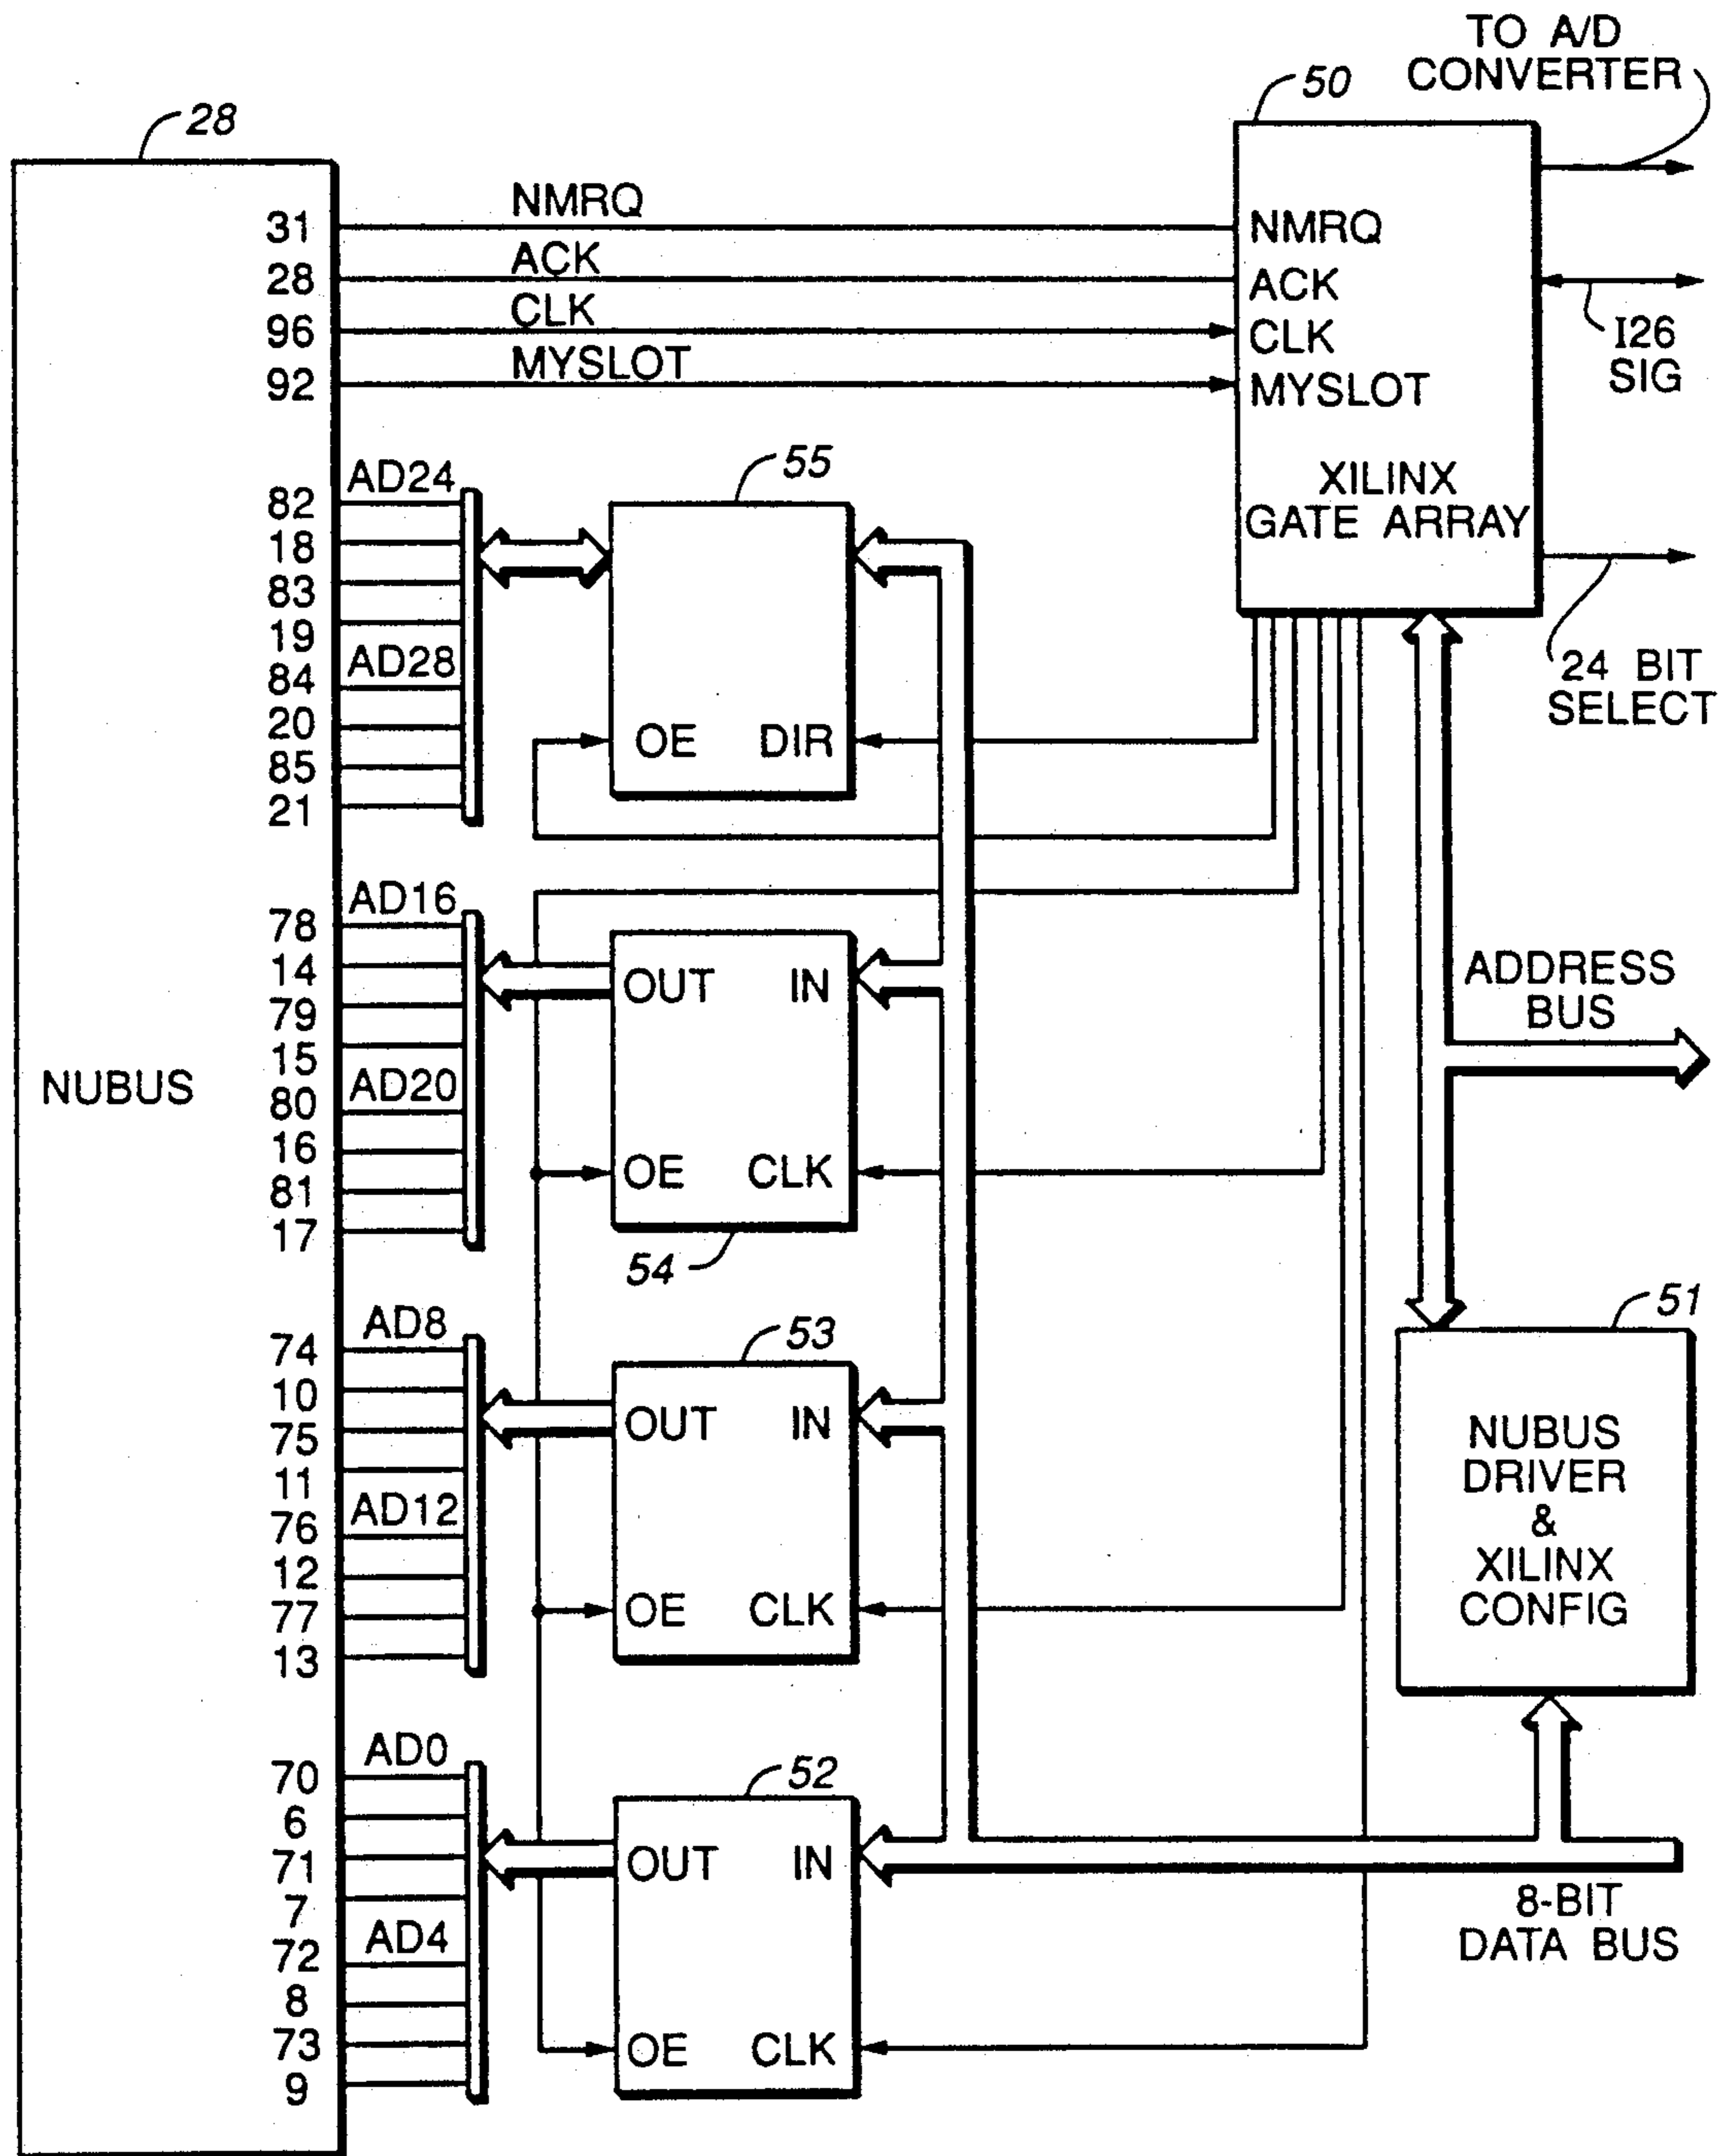 TO A/D
CONVERTER
50
28
31
NMRQ
NMRQ
28
ACK
ACK
96
CLK
CLK
92
MYSLOT
MYSLOT
I26
SIG
XILINX
GATE ARRAY
24 BIT
SELECT
55
OE
DIR
82
AD24
18
83
19
84
AD28
20
85
21
78
AD16
14
79
15
80
AD20
16
81
17
OUT
IN
OE
CLK
54
NUBUS
ADDRESS
BUS
51
NUBUS
DRIVER
&
XILINX
CONFIG
74
AD8
10
75
11
76
AD12
12
77
13
53
OUT
IN
OE
CLK
70
AD0
6
71
7
72
AD4
8
73
9
52
OUT
IN
OE
CLK
8-BIT
DATA BUS